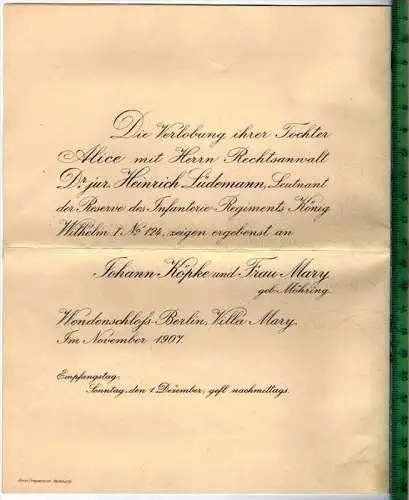 Die Verlobung ihrer Tochter
Alice mit Herrn Rechtsanwalt
Dr. jur. Heinrich Lüdemann, Leutnant
der Reserve des Infanterie-Regiments König
Wilhelm I. No 124, zeigen ergebenst an
Johann Köpke und Frau Mary
geb. Möhring.
Wendenschloß-Berlin, Villa Mary.
Im November 1907.
Empfangstag:
Sonntag, den 1. Dezember, gefl. nachmittags.